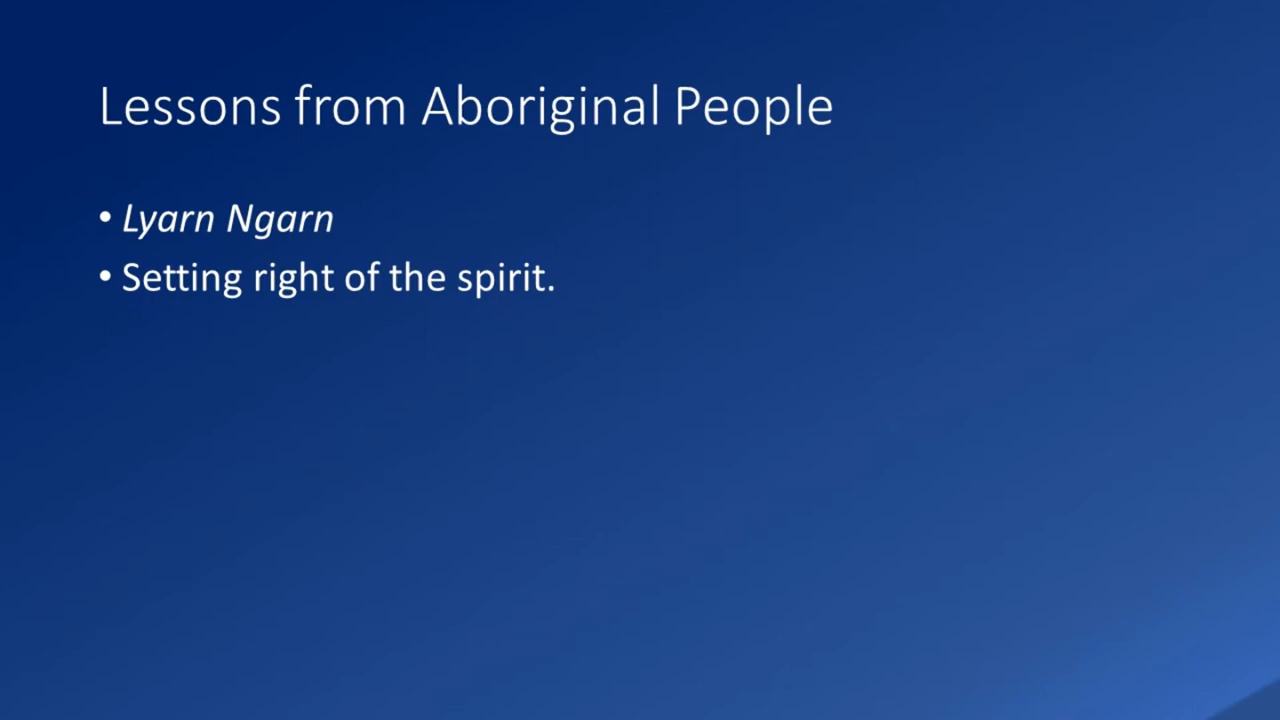 Lessons from Aboriginal People
• Lyarn Ngarn
• Setting right of the spirit.